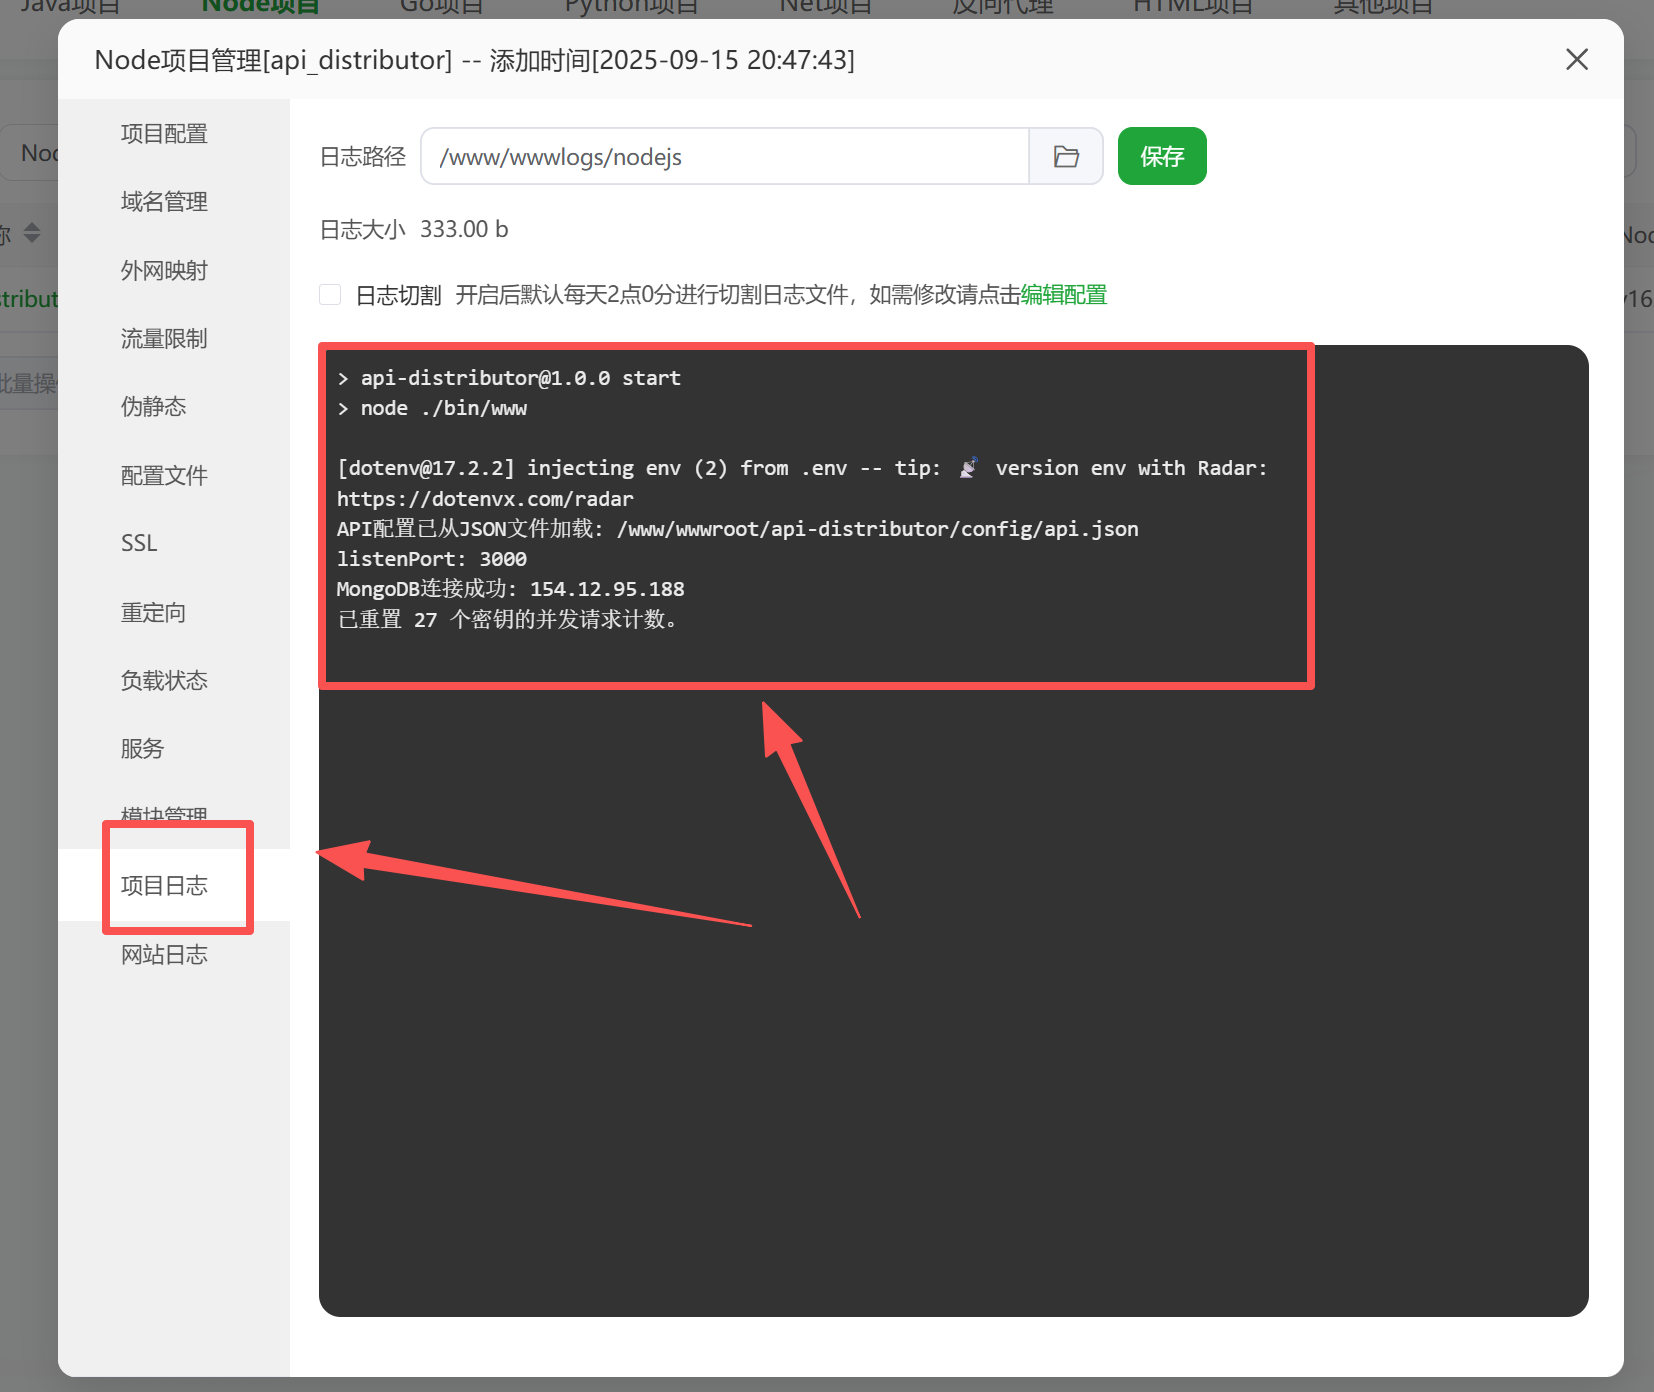 Java项目 Node项目 Go项目 Python项目 .Net项目 反向代理 HTML项目 其他项目
Node项目管理[api_distributor] -- 添加时间[2025-09-15 20:47:43]
项目配置
域名管理
外网映射
流量限制
伪静态
配置文件
SSL
重定向
负载状态
服务
模块管理
项目日志
网站日志
日志路径 /www/wwwlogs/nodejs 保存
日志大小 333.00 b
日志切割 开启后默认每天2点0分进行切割日志文件，如需修改请点击编辑配置
> api-distributor@1.0.0 start
> node ./bin/www
[dotenv@17.2.2] injecting env (2) from .env -- tip: 📡 version env with Radar:
https://dotenvx.com/radar
API配置已从JSON文件加载: /www/wwwroot/api-distributor/config/api.json
listenPort: 3000
MongoDB连接成功: 154.12.95.188
已重置 27 个密钥的并发请求计数。